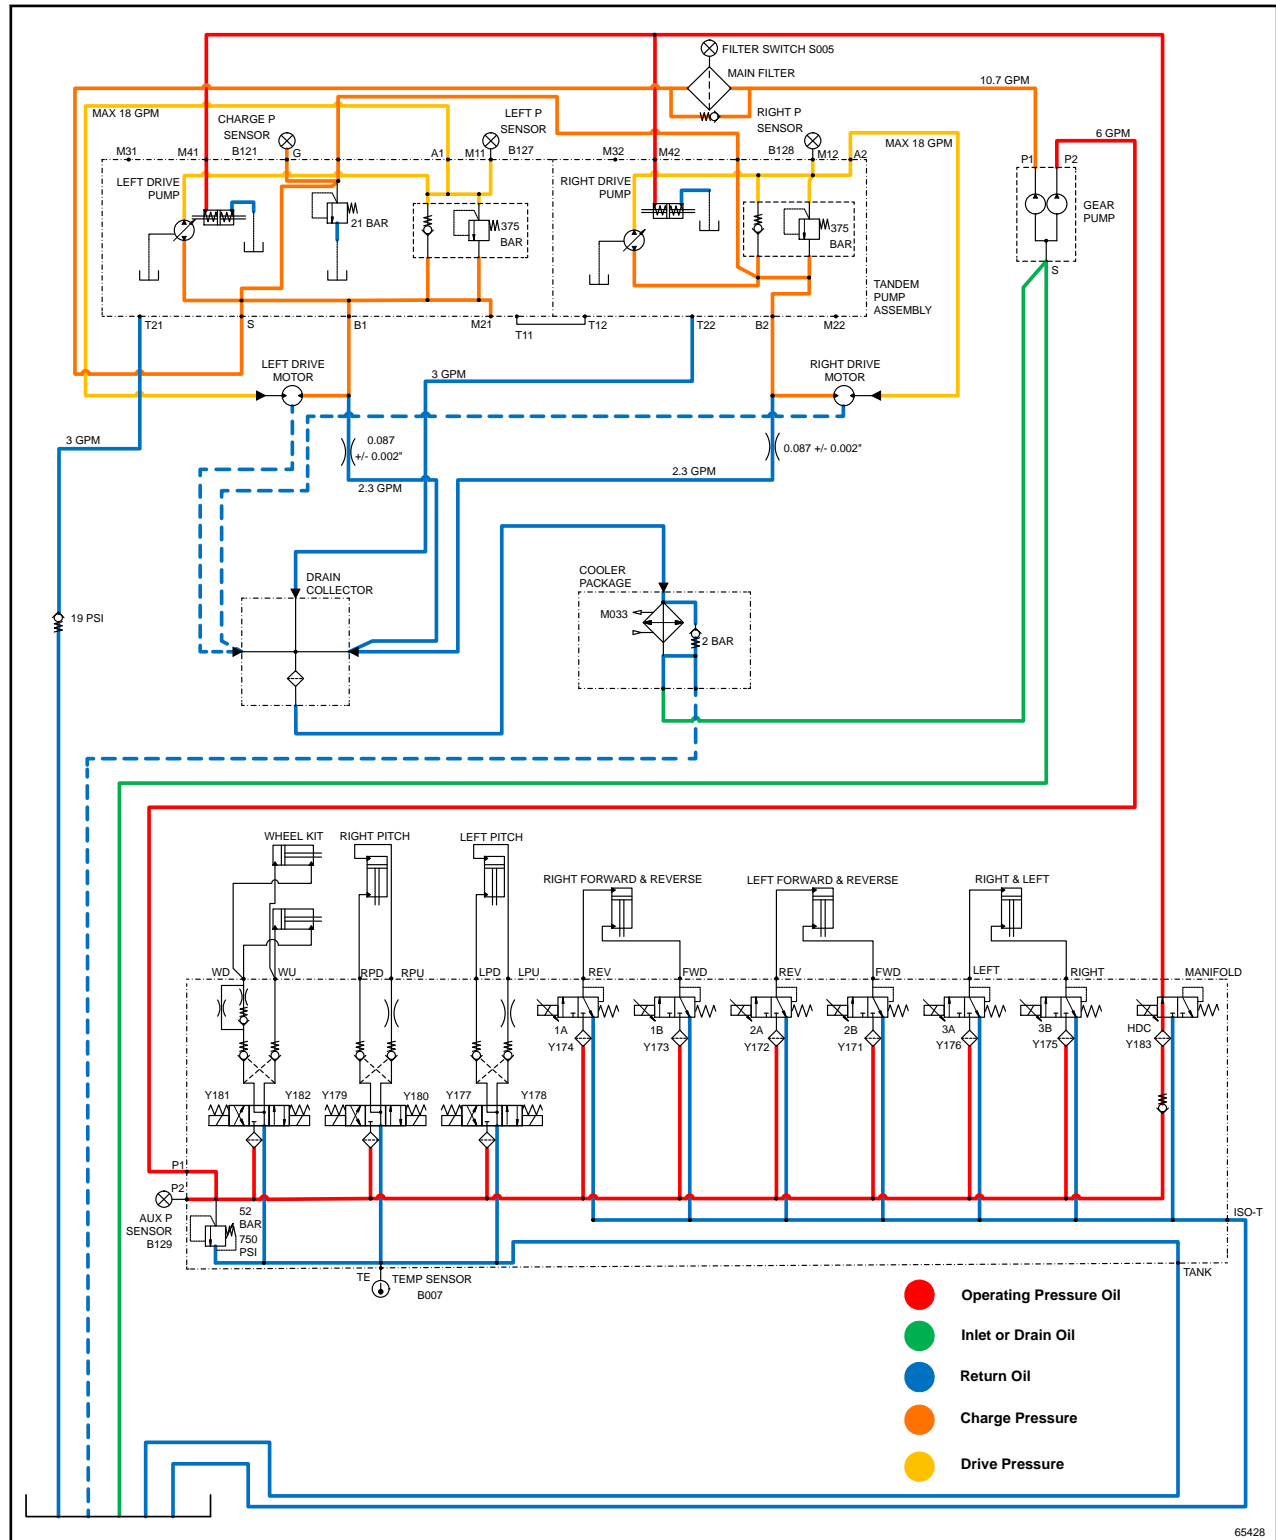 FILTER SWITCH S005
MAIN FILTER
10.7 GPM
MAX 18 GPM
CHARGE P
SENSOR
B121
G
LEFT P
SENSOR
B127
RIGHT P
SENSOR
B128
MAX 18 GPM
6 GPM
M31
M41
A1
M11
M32
M42
M12
A2
P1
P2
LEFT DRIVE
PUMP
21 BAR
375
BAR
RIGHT DRIVE
PUMP
375
BAR
GEAR
PUMP
S
TANDEM
PUMP
ASSEMBLY
T21
S
B1
M21
T11
T12
T22
B2
M22
LEFT DRIVE
MOTOR
3 GPM
RIGHT DRIVE
MOTOR
3 GPM
0.087
+/- 0.002"
2.3 GPM
0.087 +/- 0.002"
2.3 GPM
DRAIN
COLLECTOR
COOLER
PACKAGE
M033
2 BAR
19 PSI
WHEEL KIT
RIGHT PITCH
LEFT PITCH
RIGHT FORWARD & REVERSE
LEFT FORWARD & REVERSE
RIGHT & LEFT
WD
WU
RPD
RPU
LPD
LPU
REV
FWD
REV
FWD
LEFT
RIGHT
MANIFOLD
1A
Y174
1B
Y173
2A
Y172
2B
Y171
3A
Y176
3B
Y175
HDC
Y183
Y181
Y182
Y179
Y180
Y177
Y178
P1
P2
AUX P
SENSOR
B129
52
BAR
750
PSI
ISO-T
TE
TEMP SENSOR
B007
TANK
Operating Pressure Oil
Inlet or Drain Oil
Return Oil
Charge Pressure
Drive Pressure
65428